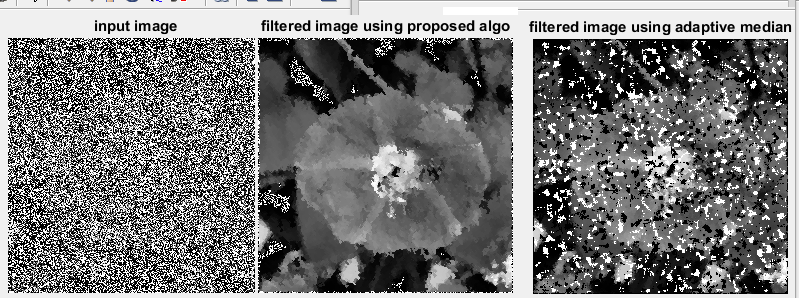 input image
filtered image using proposed algo
filtered image using adaptive median